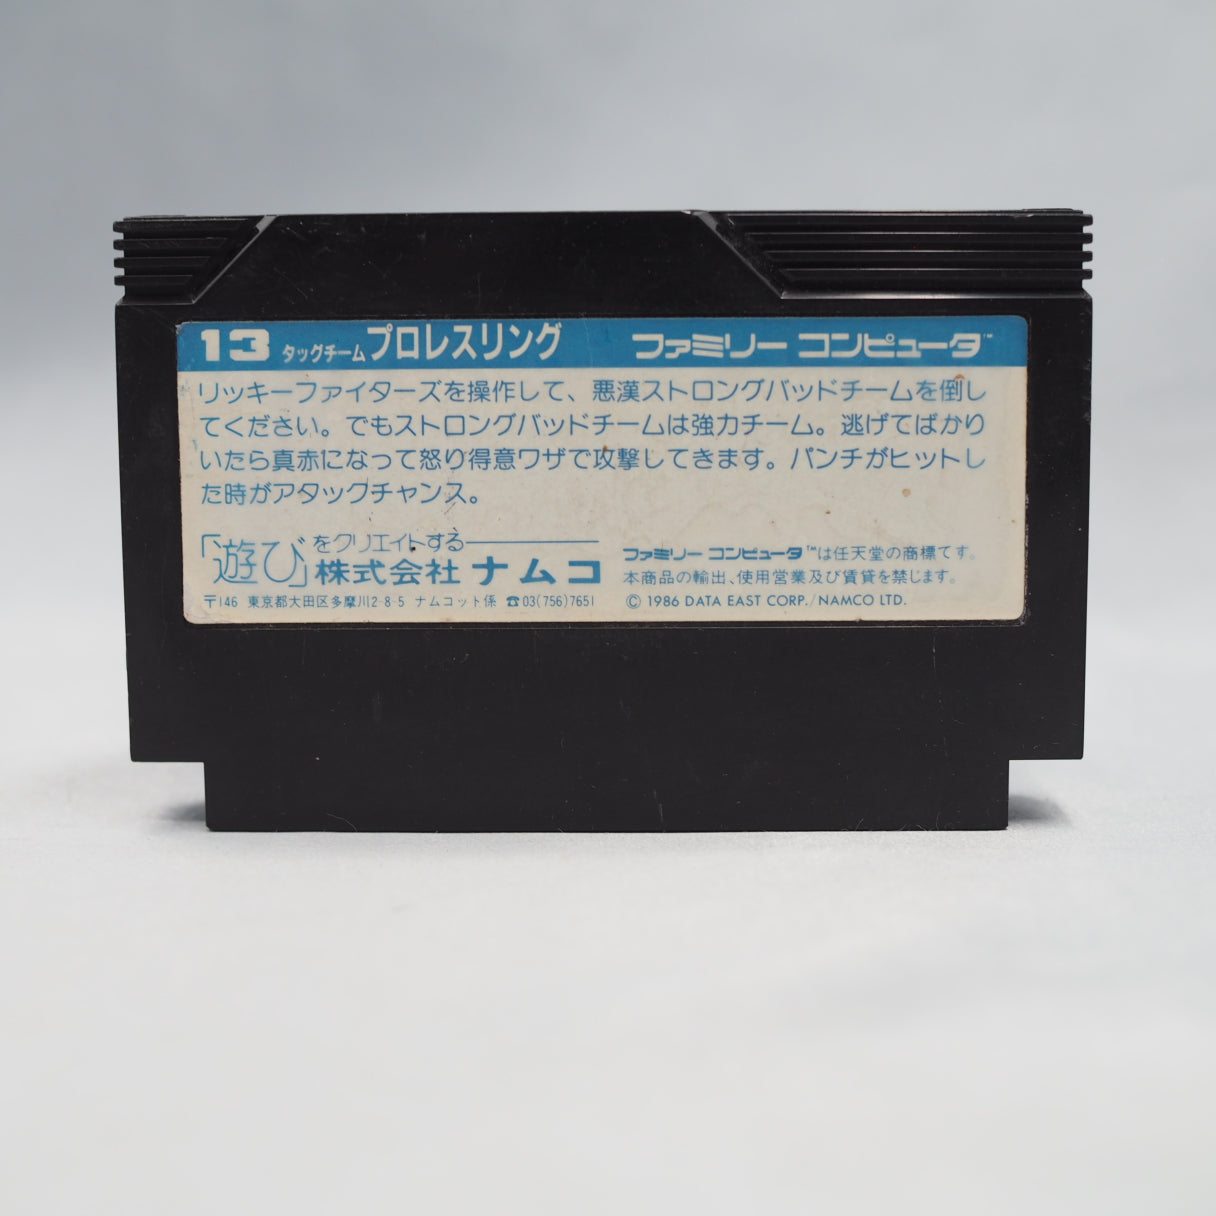 13 タッグチーム プロレスリング ファミリー コンピュータ™
リッキーファイターズを操作して、悪漢ストロングバッドチームを倒し
てください。でもストロングバッドチームは強力チーム。逃げてばかり
いたら真赤になって怒り得意ワザで攻撃してきます。パンチがヒットし
た時がアタックチャンス。
「遊び」をクリエイトする
株式会社 ナムコ
〒146 東京都大田区多摩川2-8-5 ナムコット係 ☎03(756)7651
ファミリー コンピュータ™は任天堂の商標です。
本商品の輸出、使用営業及び賃貸を禁じます。
© 1986 DATA EAST CORP./NAMCO LTD.